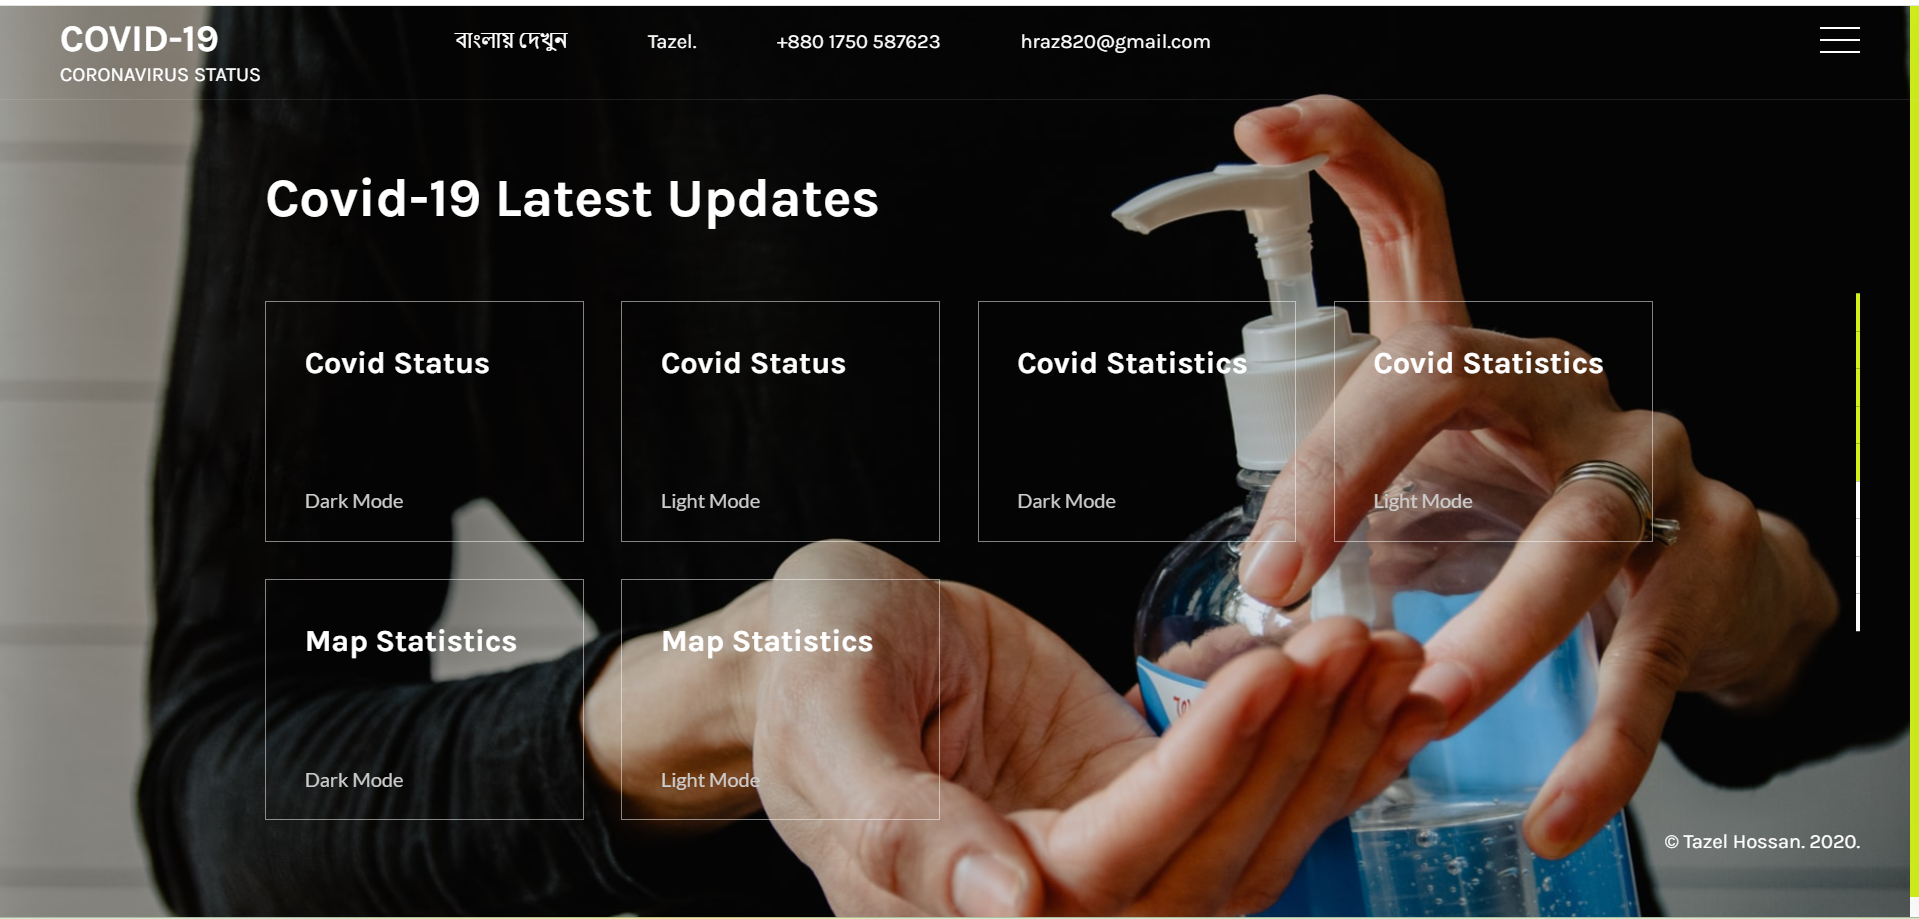 COVID-19
CORONAVIRUS STATUS
বাংলায় দেখুন
Tazel.
+880 1750 587623
hraz820@gmail.com
Covid-19 Latest Updates
Covid Status
Dark Mode
Covid Status
Light Mode
Covid Statistics
Dark Mode
Covid Statistics
Light Mode
Map Statistics
Dark Mode
Map Statistics
Light Mode
© Tazel Hossan. 2020.